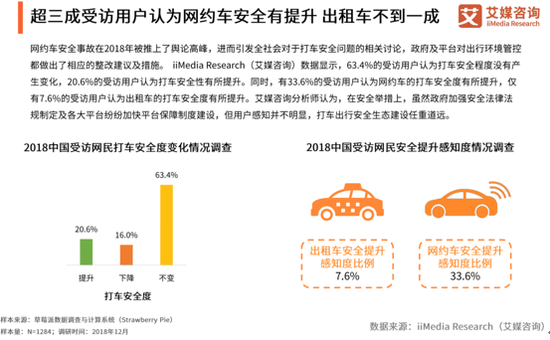 超三成受访用户认为网约车安全有提升 出租车不到一成
艾媒咨询
iiMedia Research
网约车安全事故在2018年被推上了舆论高峰，进而引发全社会对于打车安全问题的相关讨论，政府及平台对出行环境管控
都做出了相应的整改建议及措施。 iiMedia Research（艾媒咨询）数据显示，63.4%的受访用户认为打车安全程度没有产
生变化，20.6%的受访用户认为打车安全性有所提升。同时，有33.6%的受访用户认为网约车的打车安全度有所提升，仅
有7.6%的受访用户认为出租车的打车安全度有所提升。艾媒咨询分析师认为，在安全举措上，虽然政府加强安全法律法
规制定及各大平台纷纷加快平台保障制度建设，但用户感知并不明显，打车出行安全生态建设任重道远。
2018中国受访网民打车安全度变化情况调查
63.4%
20.6%
16.0%
提升
下降
不变
打车安全度
2018中国受访网民安全提升感知度情况调查
出租车安全提升
感知度比例
7.6%
网约车安全提升
感知度比例
33.6%
样本来源：草莓派数据调查与计算系统（Strawberry Pie）
样本量：N=1284；调研时间：2018年12月
数据来源：iiMedia Research（艾媒咨询）